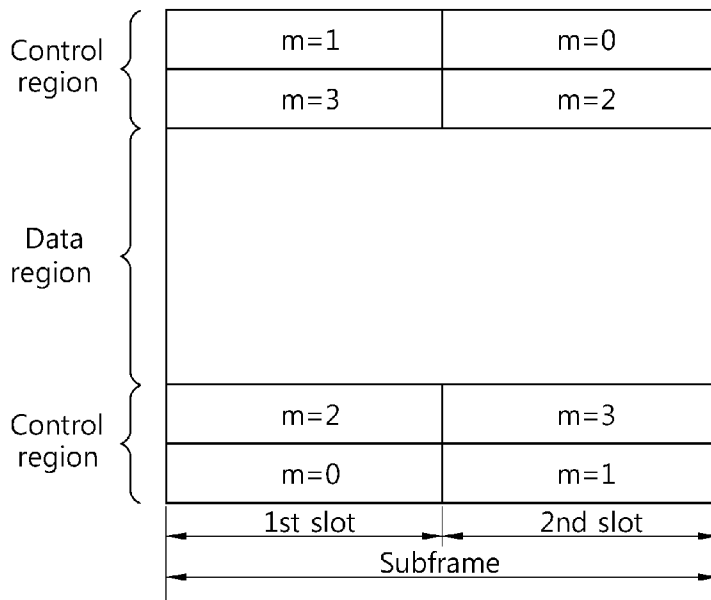 Control
region
m=1
m=0
m=3
m=2
Data
region
Control
region
m=2
m=3
m=0
m=1
1st slot
2nd slot
Subframe